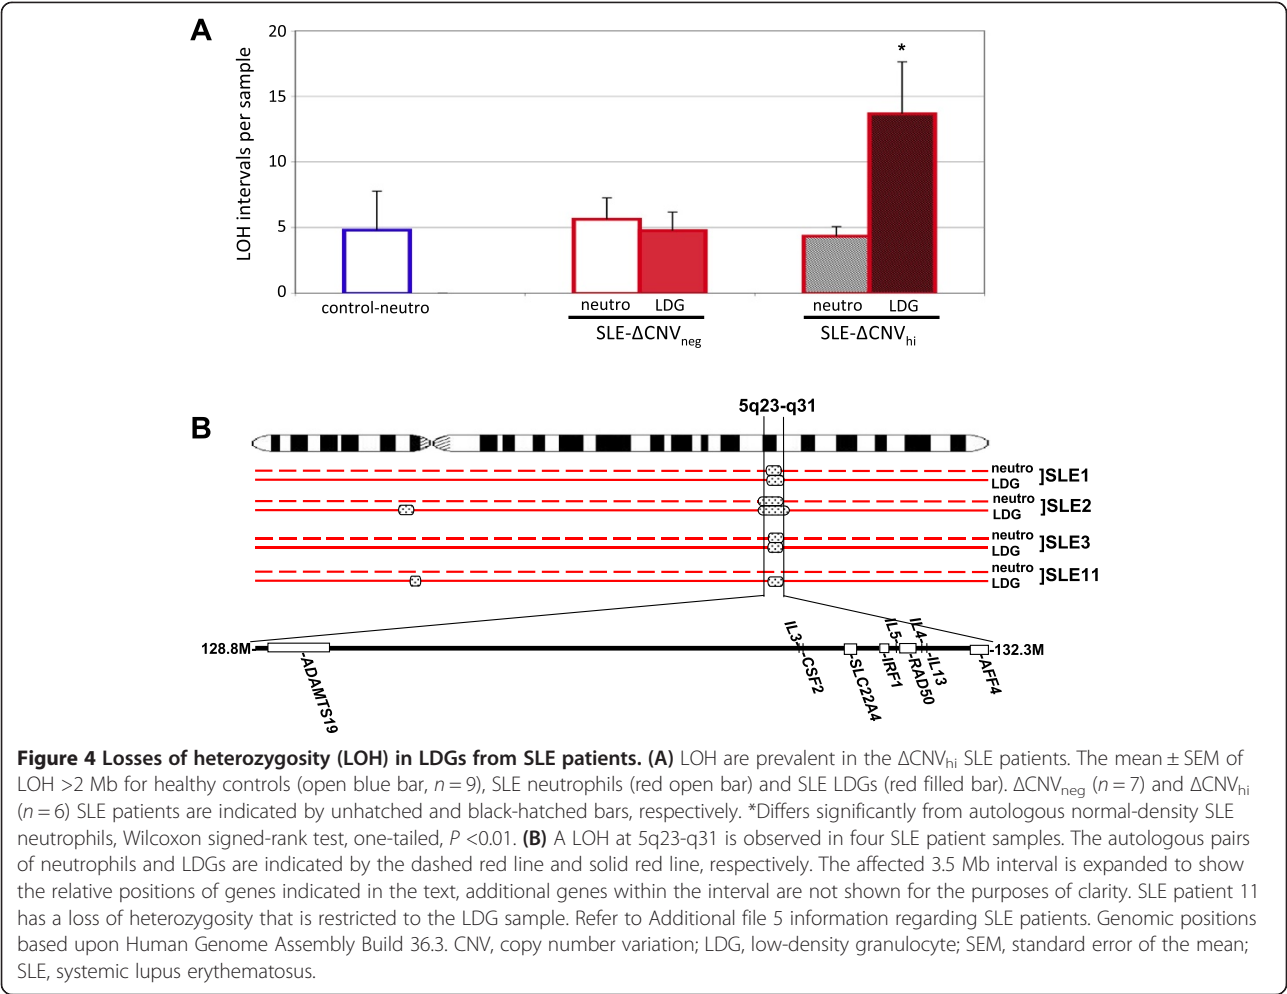 A
LOH intervals per sample
20
15
10
5
0
*
control-neutro
neutro LDG
SLE-ΔCNVneg
neutro LDG
SLE-ΔCNVhi
B
5q23-q31
neutro
LDG
]SLE1
neutro
LDG
]SLE2
neutro
LDG
]SLE3
neutro
LDG
]SLE11
128.8M-
-132.3M
-ADAMTS19
IL3-
-CSF2
-SLC22A4
-IRF1
IL5-
-RAD50
IL4-
-IL13
-AFF4
Figure 4 Losses of heterozygosity (LOH) in LDGs from SLE patients. (A) LOH are prevalent in the ΔCNVhi SLE patients. The mean ± SEM of
LOH >2 Mb for healthy controls (open blue bar, n = 9), SLE neutrophils (red open bar) and SLE LDGs (red filled bar). ΔCNVneg (n = 7) and ΔCNVhi
(n = 6) SLE patients are indicated by unhatched and black-hatched bars, respectively. *Differs significantly from autologous normal-density SLE
neutrophils, Wilcoxon signed-rank test, one-tailed, P <0.01. (B) A LOH at 5q23-q31 is observed in four SLE patient samples. The autologous pairs
of neutrophils and LDGs are indicated by the dashed red line and solid red line, respectively. The affected 3.5 Mb interval is expanded to show
the relative positions of genes indicated in the text, additional genes within the interval are not shown for the purposes of clarity. SLE patient 11
has a loss of heterozygosity that is restricted to the LDG sample. Refer to Additional file 5 information regarding SLE patients. Genomic positions
based upon Human Genome Assembly Build 36.3. CNV, copy number variation; LDG, low-density granulocyte; SEM, standard error of the mean;
SLE, systemic lupus erythematosus.